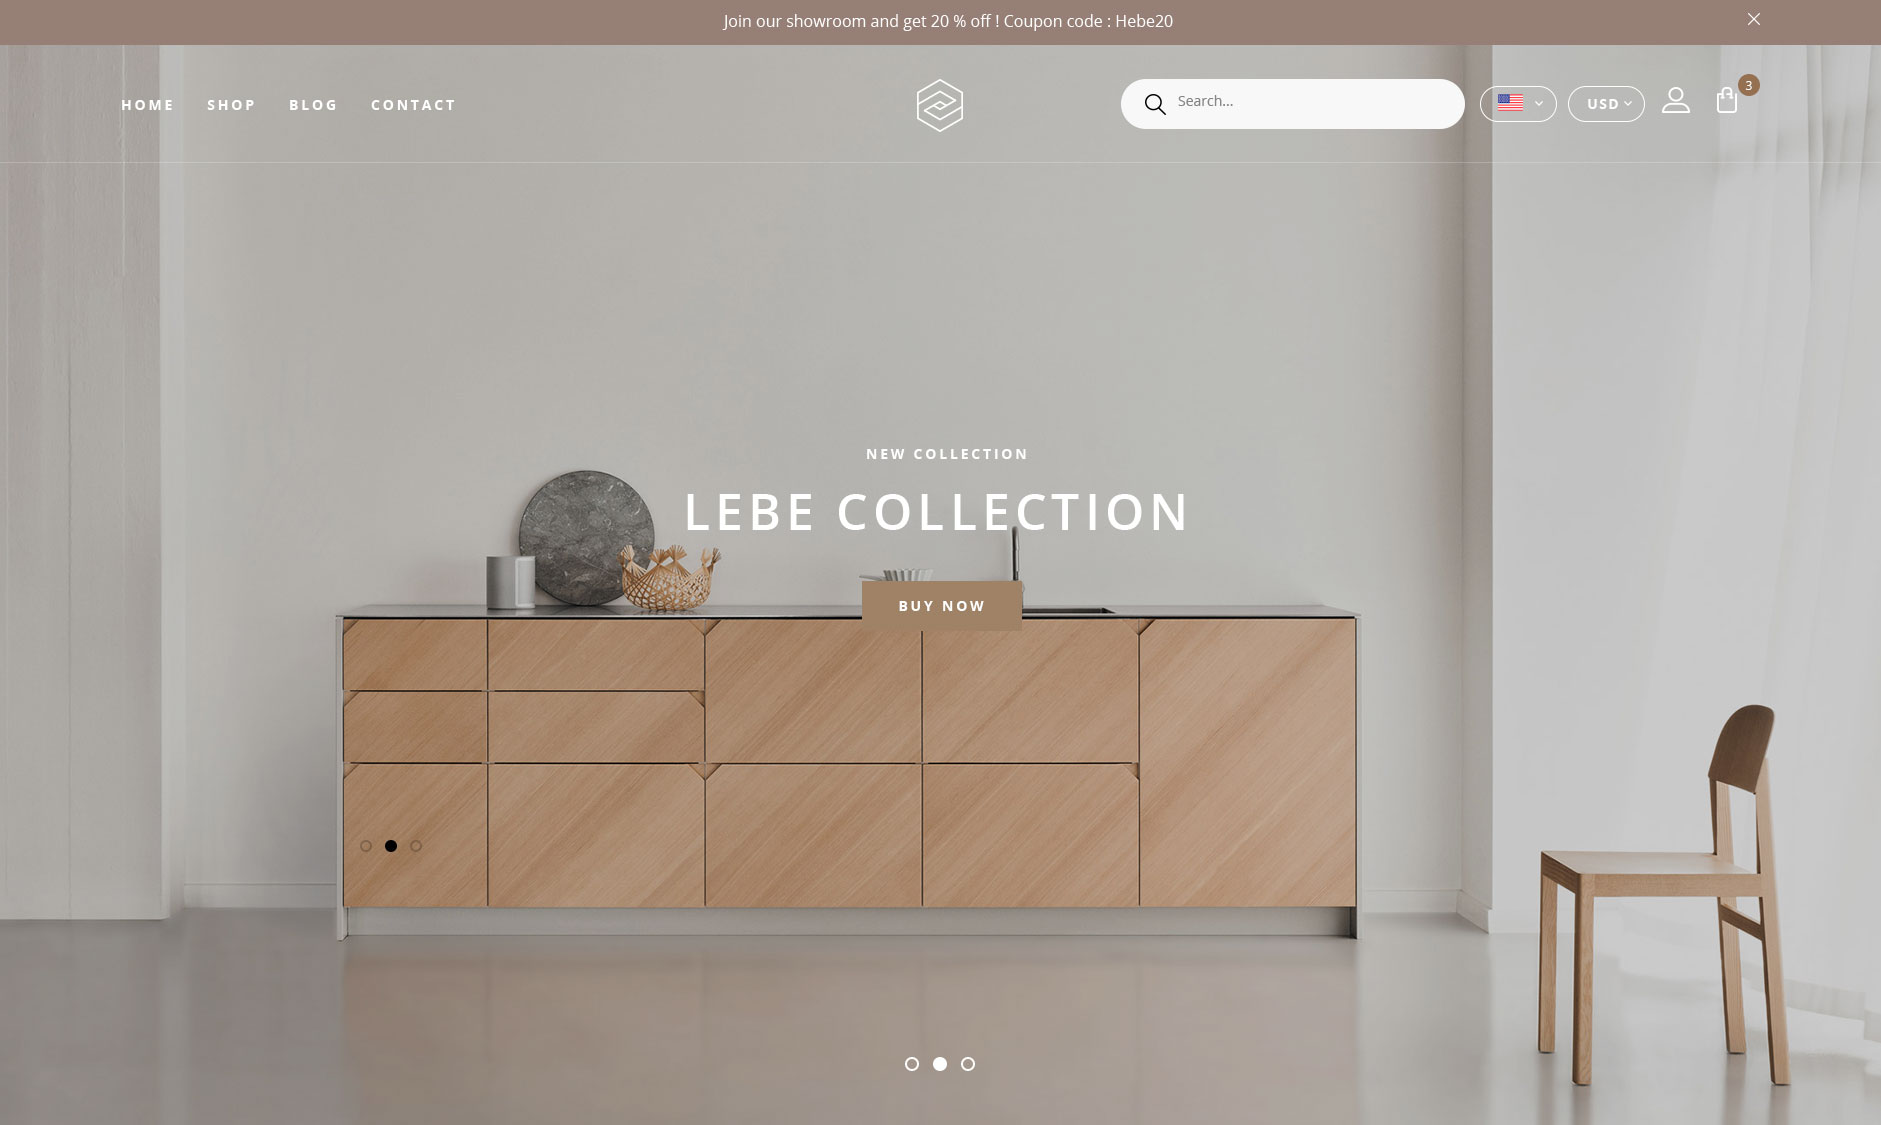 Join our showroom and get 20 % off ! Coupon code : Hebe20
HOME SHOP BLOG CONTACT
Search...
USD
3
NEW COLLECTION
LEBE COLLECTION
BUY NOW